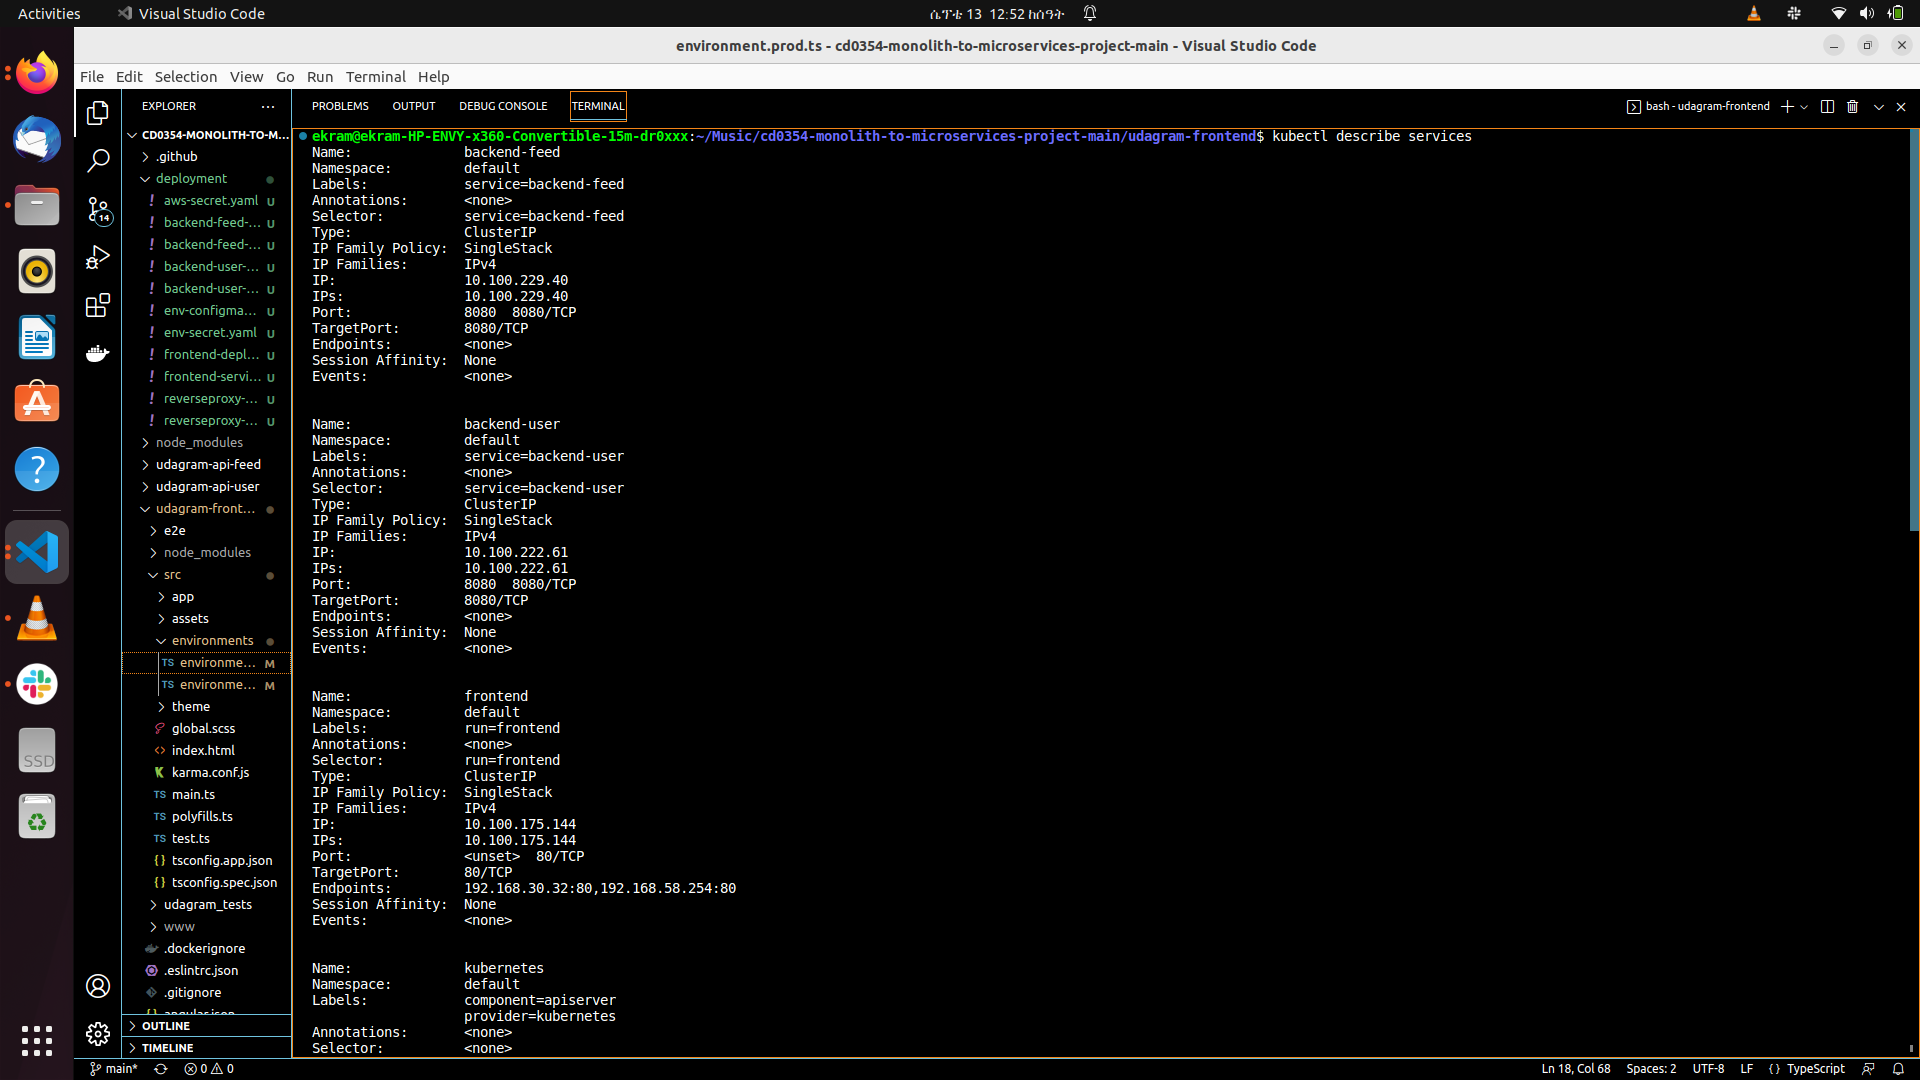 Activities
Visual Studio Code
ሴፕቴ 13 12:52 ከሰዓት
environment.prod.ts - cd0354-monolith-to-microservices-project-main - Visual Studio Code
File Edit Selection View Go Run Terminal Help
EXPLORER
PROBLEMS OUTPUT DEBUG CONSOLE TERMINAL
bash - udagram-frontend
CD0354-MONOLITH-TO-M...
.github
deployment
aws-secret.yaml U
backend-feed-... U
backend-feed-... U
backend-user-... U
backend-user-... U
env-configma... U
env-secret.yaml U
frontend-depl... U
frontend-servi... U
reverseproxy-... U
reverseproxy-... U
node_modules
udagram-api-feed
udagram-api-user
udagram-front...
e2e
node_modules
src
app
assets
environments
TS environme... M
TS environme... M
theme
global.scss
index.html
karma.conf.js
TS main.ts
TS polyfills.ts
TS test.ts
{} tsconfig.app.json
{} tsconfig.spec.json
udagram_tests
www
.dockerignore
.eslintrc.json
.gitignore
{} angular.json
OUTLINE
TIMELINE
14
SSD
ekram@ekram-HP-ENVY-x360-Convertible-15m-dr0xxx:~/Music/cd0354-monolith-to-microservices-project-main/udagram-frontend$ kubectl describe services
Name: backend-feed
Namespace: default
Labels: service=backend-feed
Annotations: <none>
Selector: service=backend-feed
Type: ClusterIP
IP Family Policy: SingleStack
IP Families: IPv4
IP: 10.100.229.40
IPs: 10.100.229.40
Port: 8080 8080/TCP
TargetPort: 8080/TCP
Endpoints: <none>
Session Affinity: None
Events: <none>
Name: backend-user
Namespace: default
Labels: service=backend-user
Annotations: <none>
Selector: service=backend-user
Type: ClusterIP
IP Family Policy: SingleStack
IP Families: IPv4
IP: 10.100.222.61
IPs: 10.100.222.61
Port: 8080 8080/TCP
TargetPort: 8080/TCP
Endpoints: <none>
Session Affinity: None
Events: <none>
Name: frontend
Namespace: default
Labels: run=frontend
Annotations: <none>
Selector: run=frontend
Type: ClusterIP
IP Family Policy: SingleStack
IP Families: IPv4
IP: 10.100.175.144
IPs: 10.100.175.144
Port: <unset> 80/TCP
TargetPort: 80/TCP
Endpoints: 192.168.30.32:80,192.168.58.254:80
Session Affinity: None
Events: <none>
Name: kubernetes
Namespace: default
Labels: component=apiserver
provider=kubernetes
Annotations: <none>
Selector: <none>
main* 0 0
Ln 18, Col 68 Spaces: 2 UTF-8 LF {} TypeScript